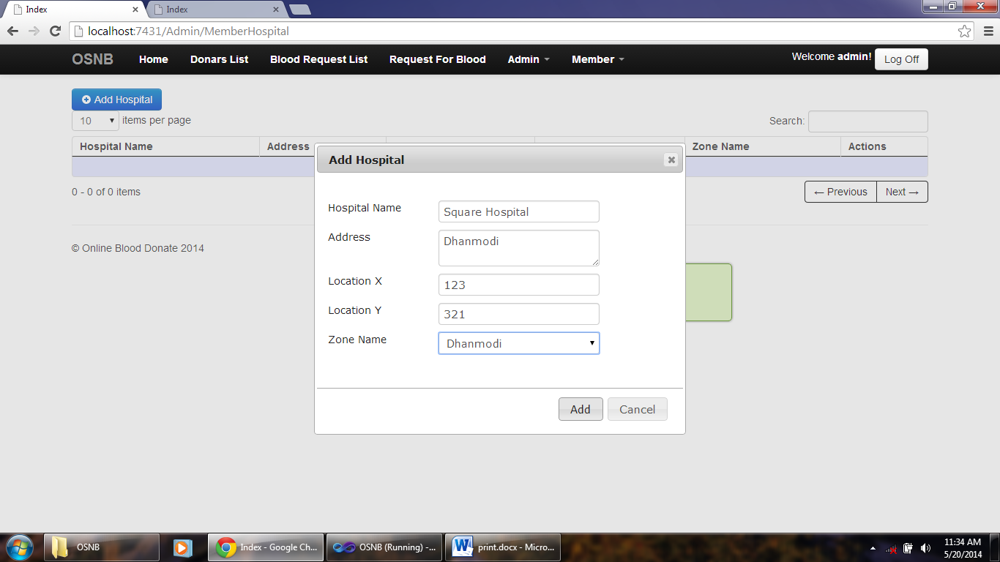 Index
Index
localhost:7431/Admin/MemberHospital
OSNB Home Donars List Blood Request List Request For Blood Admin Member Welcome admin! Log Off
Add Hospital
10 items per page Search:
Hospital Name Address Zone Name Actions
0 - 0 of 0 items ← Previous Next →
© Online Blood Donate 2014
Add Hospital
Hospital Name Square Hospital
Address Dhanmodi
Location X 123
Location Y 321
Zone Name Dhanmodi
Add Cancel
OSNB Index - Google Ch... OSNB (Running) -... print.docx - Micro... 11:34 AM
5/20/2014